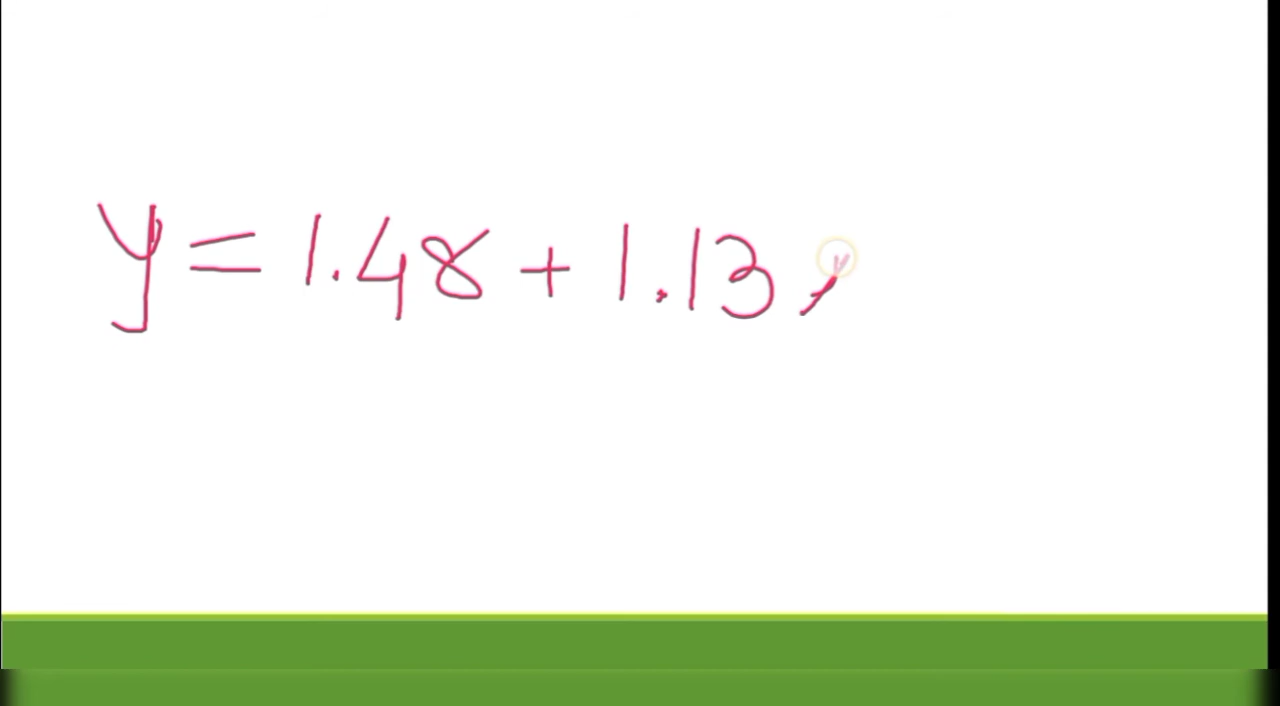 y = 1.48 + 1.13